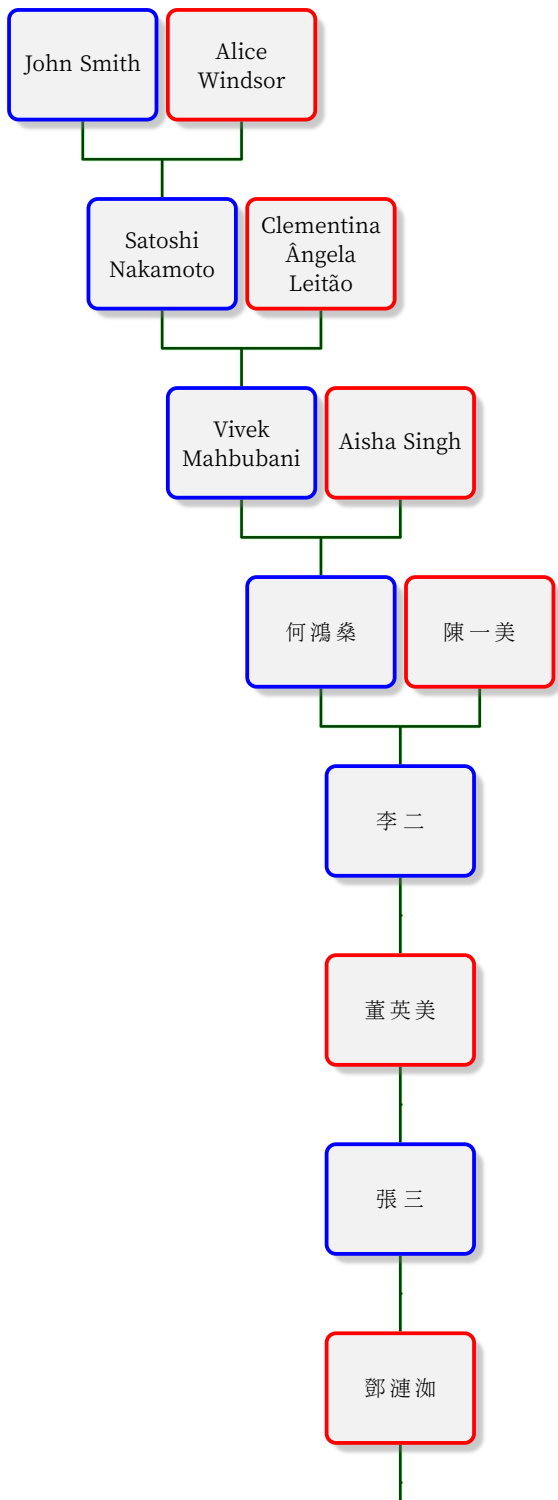 John Smith
Alice
Windsor
Satoshi
Nakamoto
Clementina
Ângela
Leitão
Vivek
Mahbubani
Aisha Singh
何鴻燊
陳一美
李二
董英美
張三
鄧漣洳